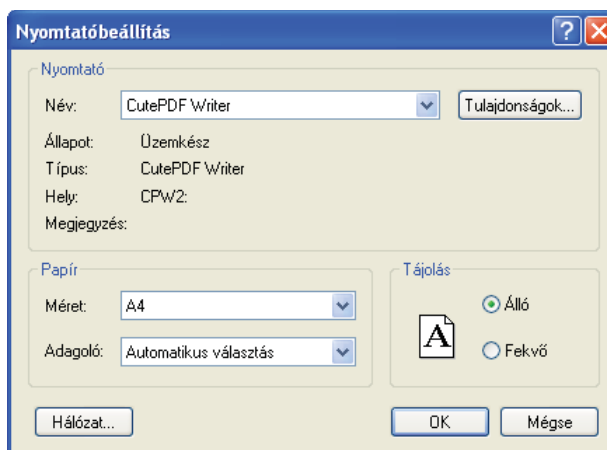 Nyomtatóbeállítás
Nyomtató
Név: CutePDF Writer Tulajdonságok...
Állapot: Üzemkész
Típus: CutePDF Writer
Hely: CPW2:
Megjegyzés:
Papír
Méret: A4
Adagoló: Automatikus választás
Tájolás
A
Álló
Fekvő
Hálózat... OK Mégse